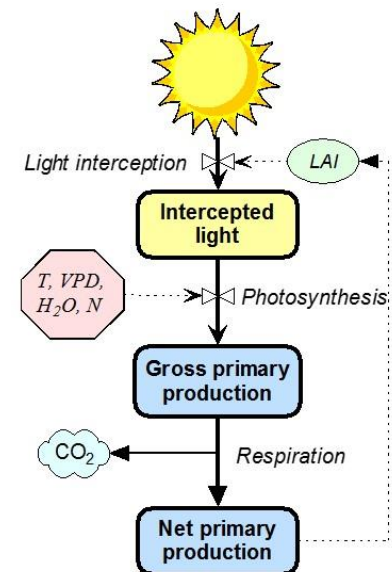 Light interception
LAI
Intercepted
light
T, VPD,
H₂O, N
Photosynthesis
Gross primary
production
CO₂
Respiration
Net primary
production